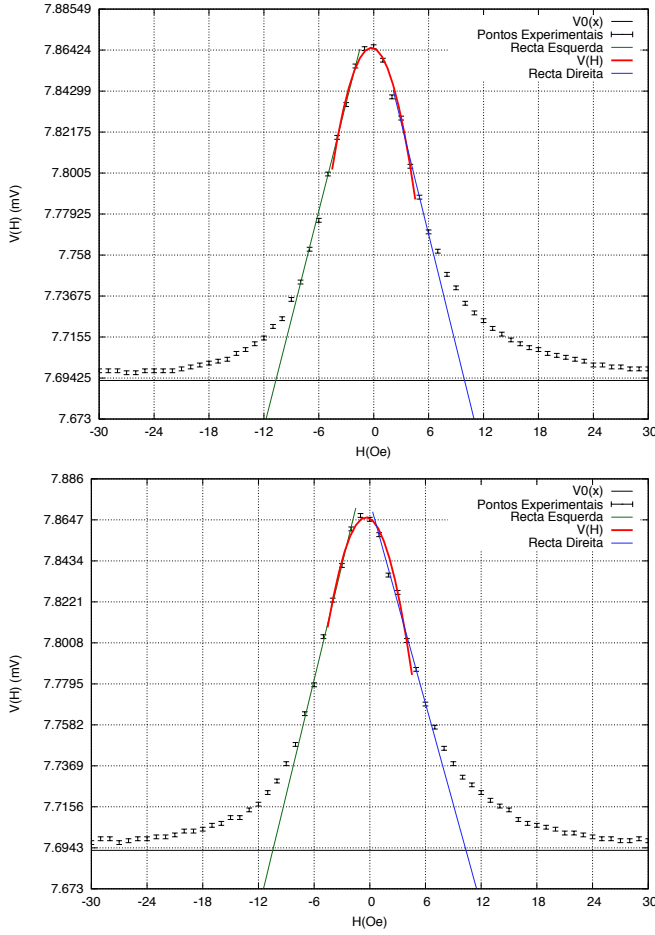 7.88549
7.86424
7.84299
7.82175
7.8005
7.77925
7.758
7.73675
7.7155
7.69425
7.673
V(H) (mV)
V0(x)
Pontos Experimentais
Recta Esquerda
V(H)
Recta Direita
-30 -24 -18 -12 -6 0 6 12 18 24 30
H(Oe)
7.886
7.8647
7.8434
7.8221
7.8008
7.7795
7.7582
7.7369
7.7156
7.6943
7.673
V(H) (mV)
V0(x)
Pontos Experimentais
Recta Esquerda
V(H)
Recta Direita
-30 -24 -18 -12 -6 0 6 12 18 24 30
H(Oe)